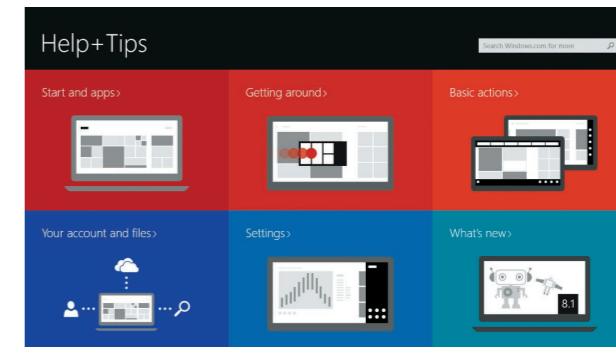 Help+Tips
Search Windows.com for more
Start and apps>
Getting around>
Basic actions>
Your account and files>
Settings>
What's new>
8.1